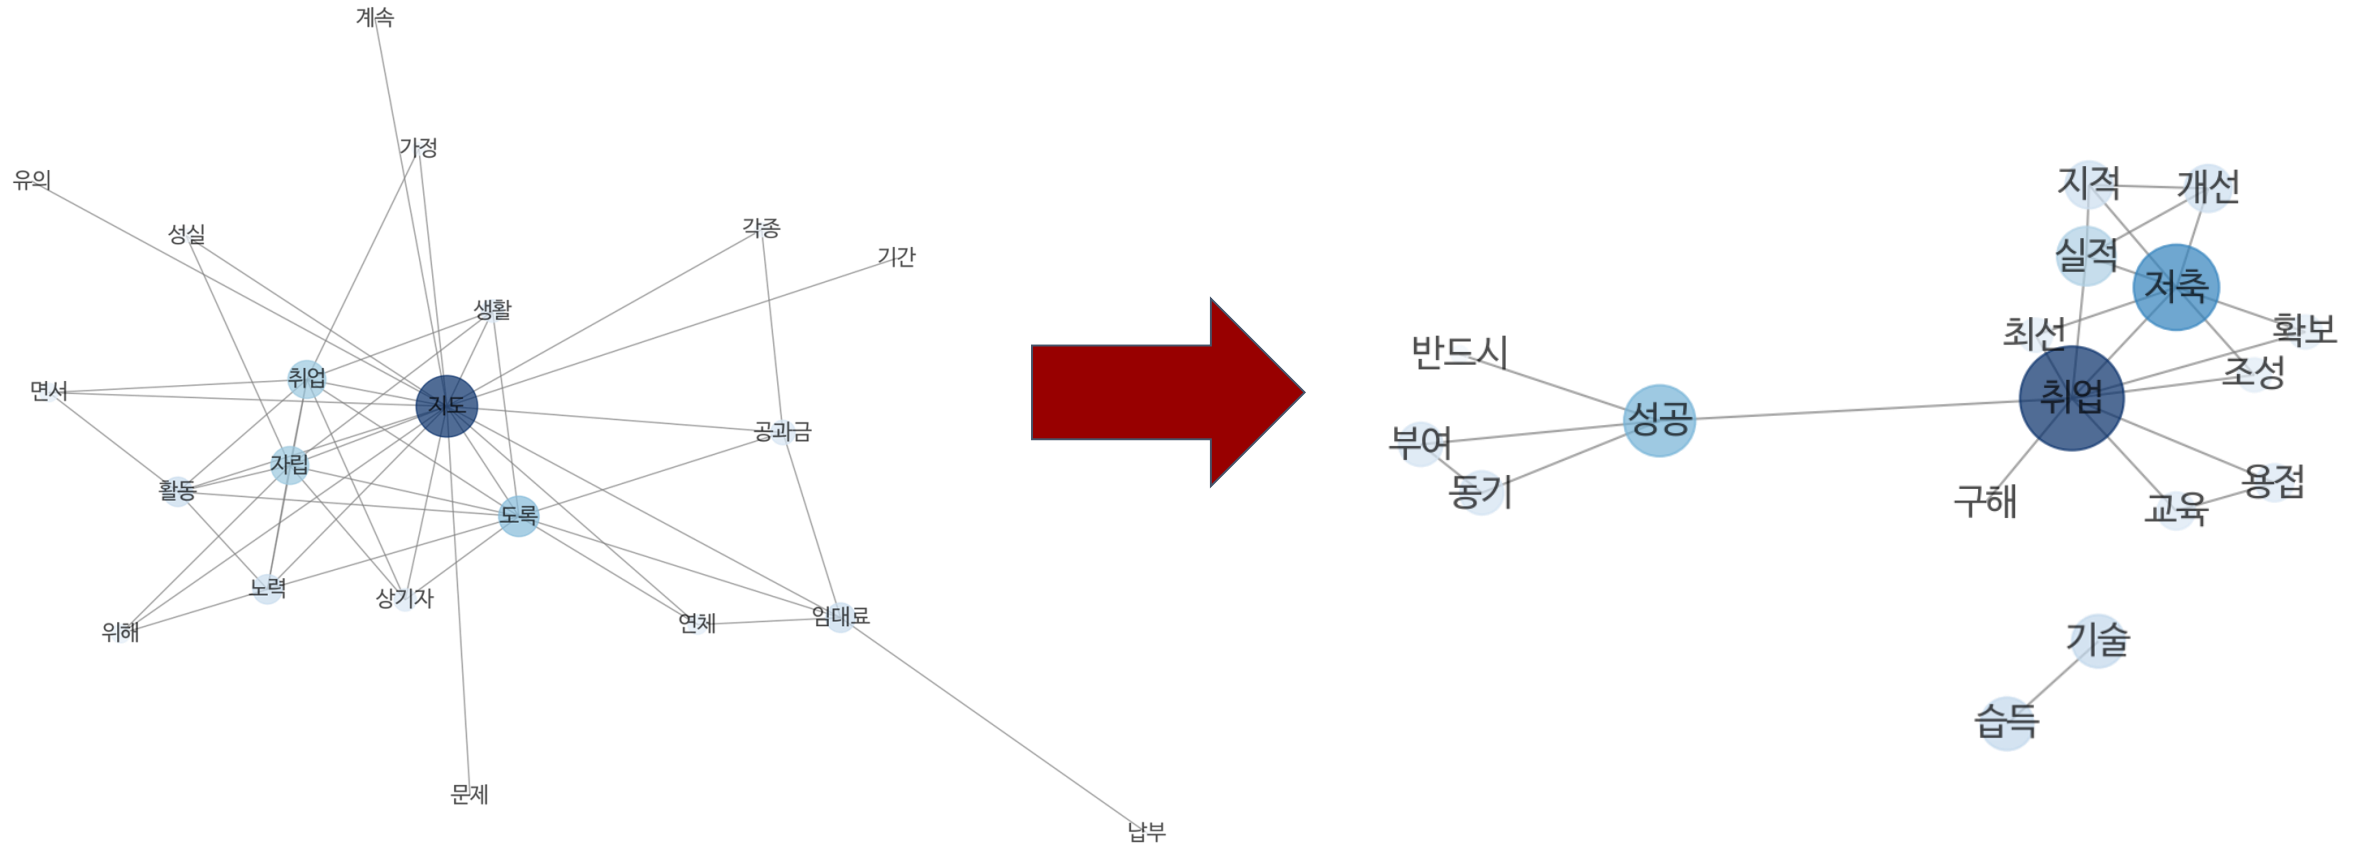 계속
가정
유의
성실
각종
기간
생활
취업
면서
지도
공과금
자립
활동
도록
노력
상기자
위해
연체
임대료
문제
납부
지적
개선
실적
저축
최선
확보
반드시
조성
취업
성공
부여
동기
구해
교육
용접
기술
습득